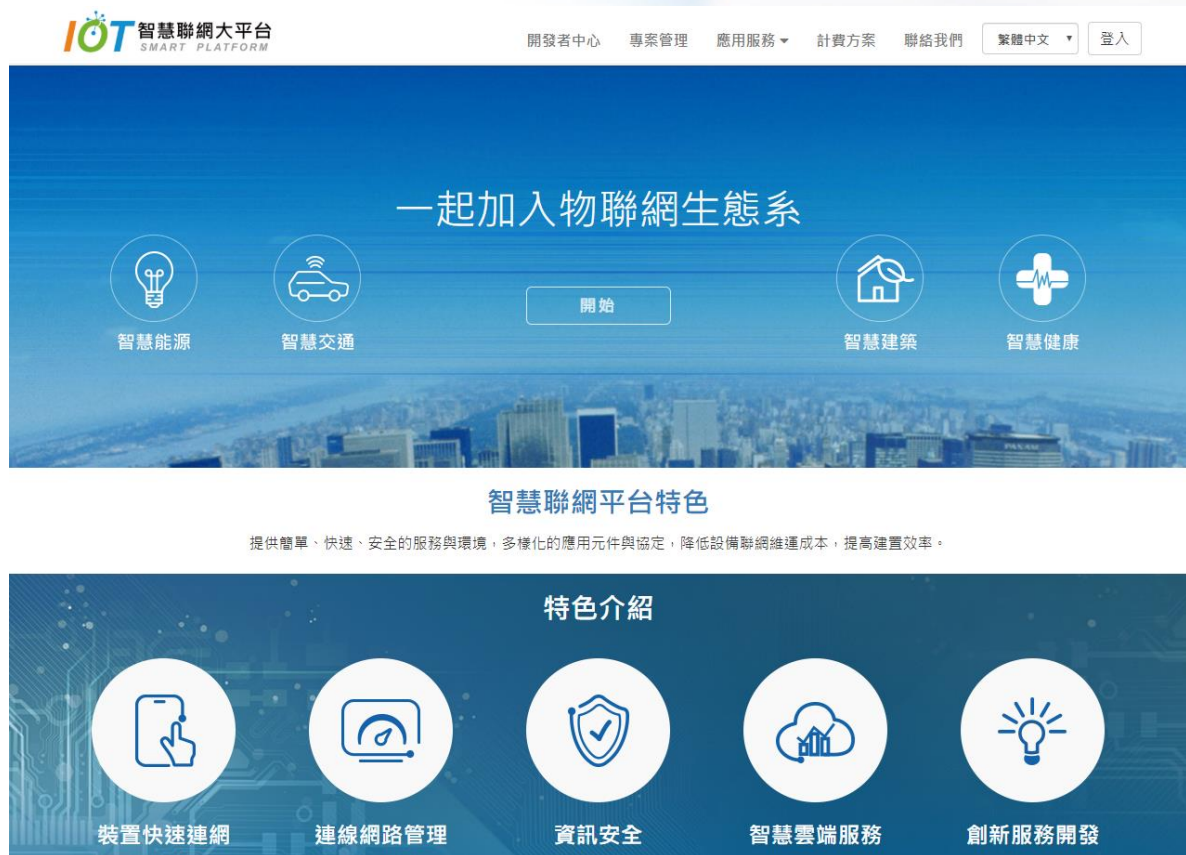 IOT 智慧聯網大平台
SMART PLATFORM
開發者中心 專案管理 應用服務 計費方案 聯絡我們 繁體中文 登入
一起加入物聯網生態系
開始
智慧能源 智慧交通 智慧建築 智慧健康
智慧聯網平台特色
提供簡單、快速、安全的服務與環境，多樣化的應用元件與協定，降低設備聯網維運成本，提高建置效率。
特色介紹
裝置快速連網 連線網路管理 資訊安全 智慧雲端服務 創新服務開發